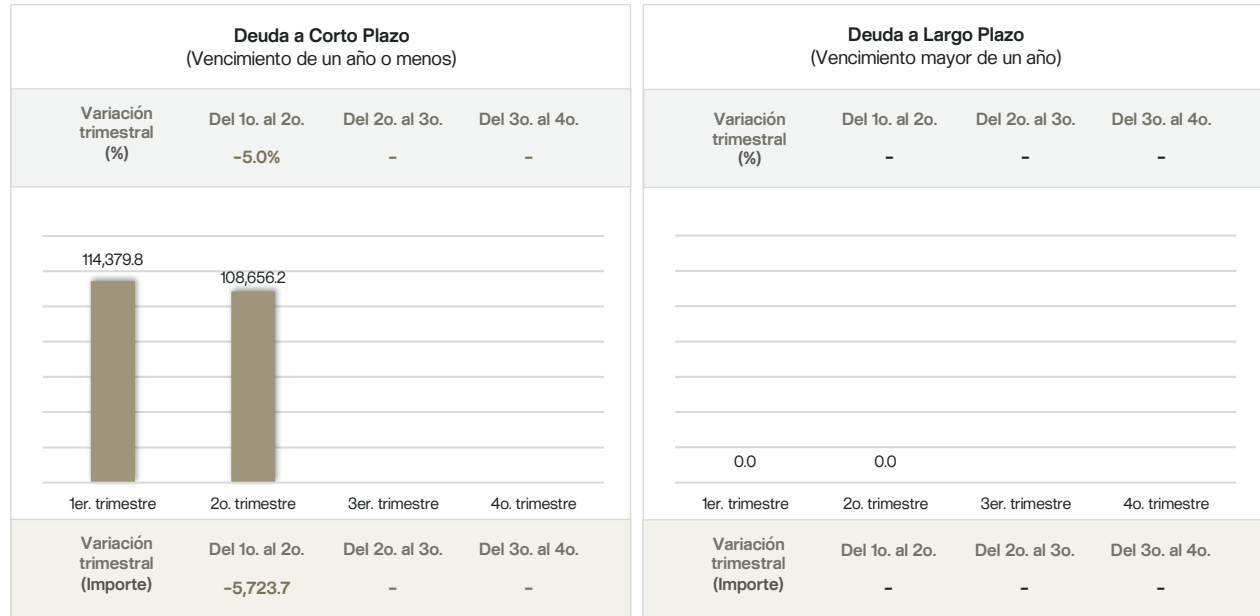 Deuda a Corto Plazo
(Vencimiento de un año o menos)
Variación
trimestral
(%)
Del 1o. al 2o.
Del 2o. al 3o.
Del 3o. al 4o.
-5.0%
-
-
114,379.8
108,656.2
1er. trimestre
2o. trimestre
3er. trimestre
4o. trimestre
Variación
trimestral
(Importe)
Del 1o. al 2o.
Del 2o. al 3o.
Del 3o. al 4o.
-5,723.7
-
-
Deuda a Largo Plazo
(Vencimiento mayor de un año)
Variación
trimestral
(%)
Del 1o. al 2o.
Del 2o. al 3o.
Del 3o. al 4o.
-
-
-
0.0
0.0
1er. trimestre
2o. trimestre
3er. trimestre
4o. trimestre
Variación
trimestral
(Importe)
Del 1o. al 2o.
Del 2o. al 3o.
Del 3o. al 4o.
-
-
-